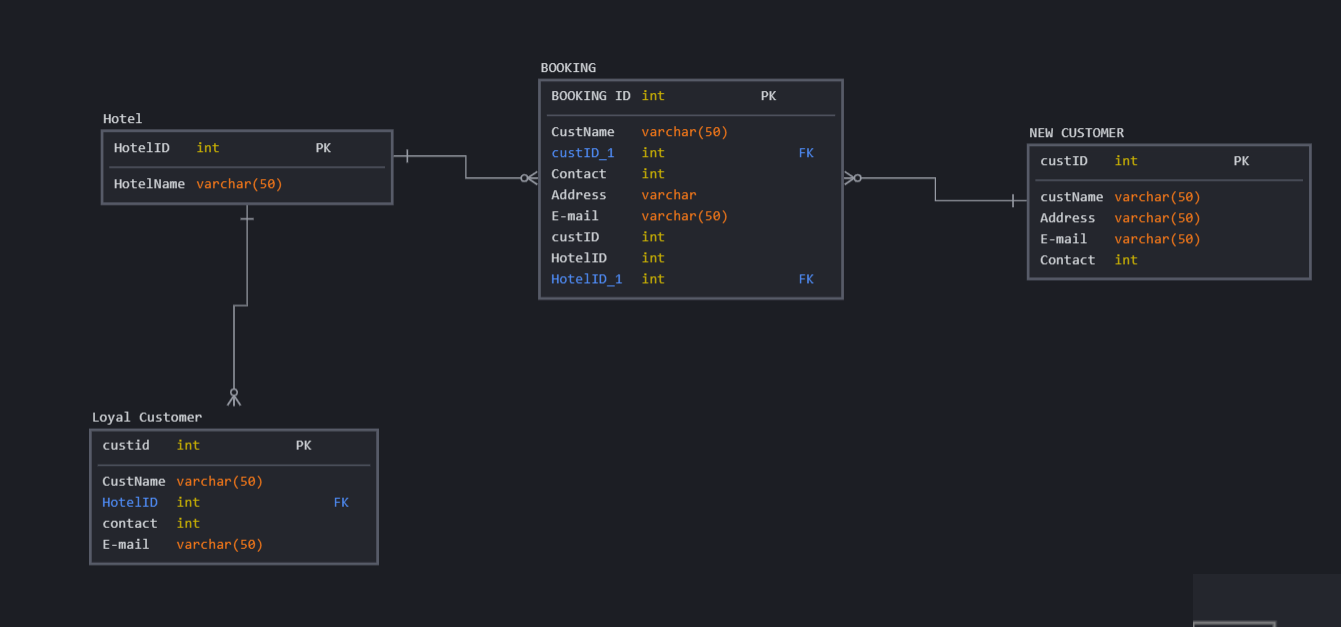 Hotel
HotelID int PK
HotelName varchar(50)
BOOKING
BOOKING ID int PK
CustName varchar(50)
custID_1 int FK
Contact int
Address varchar
E-mail varchar(50)
custID int
HotelID int
HotelID_1 int FK
NEW CUSTOMER
custID int PK
custName varchar(50)
Address varchar(50)
E-mail varchar(50)
Contact int
Loyal Customer
custid int PK
CustName varchar(50)
HotelID int FK
contact int
E-mail varchar(50)